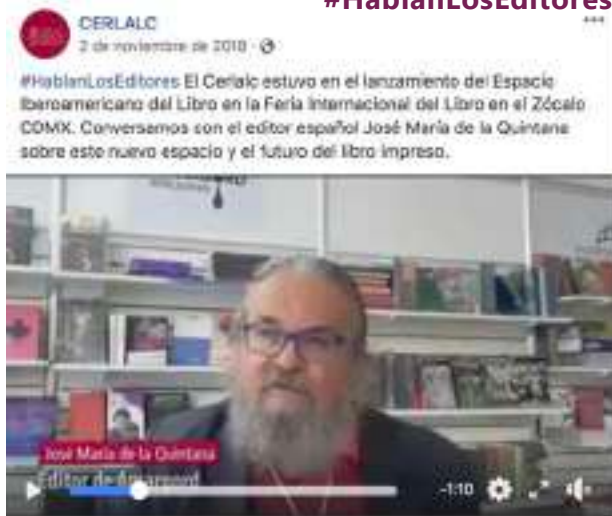 #HablanLosEditores
CERLALC
2 de noviembre de 2018
#HablanLosEditores El Cerlalc estuvo en el lanzamiento del Espacio
Iberoamericano del Libro en la Feria Internacional del Libro en el Zócalo
CDMX. Conversamos con el editor español José María de la Quintana
sobre este nuevo espacio y el futuro del libro impreso.
José María de la Quintana
Editor de
-1:10